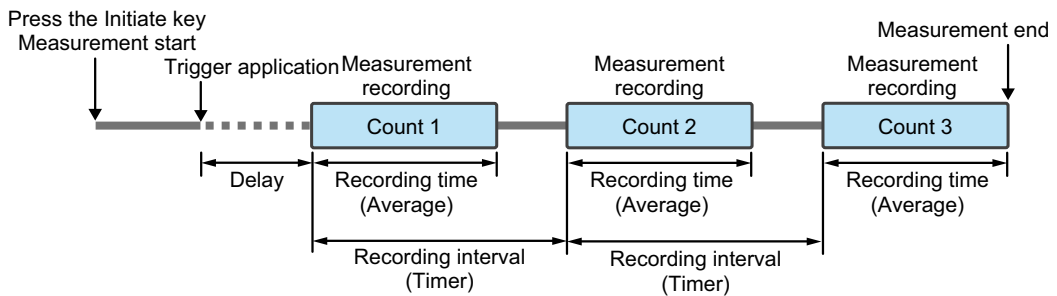 Press the Initiate key
Measurement start
Trigger application
Measurement
recording
Measurement
recording
Measurement
recording
Measurement end
Count 1
Count 2
Count 3
Delay
Recording time
(Average)
Recording time
(Average)
Recording time
(Average)
Recording interval
(Timer)
Recording interval
(Timer)